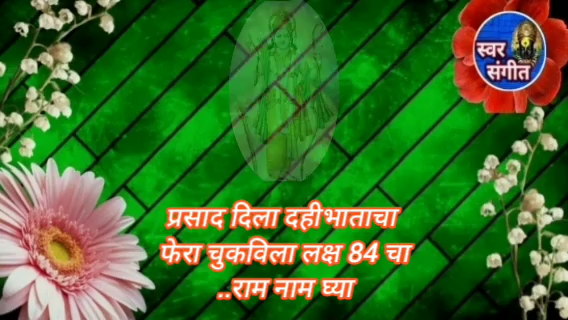 स्वर
संगीत
प्रसाद दिला दहीभाताचा
फेरा चुकविला लक्ष 84 चा
..राम नाम घ्या